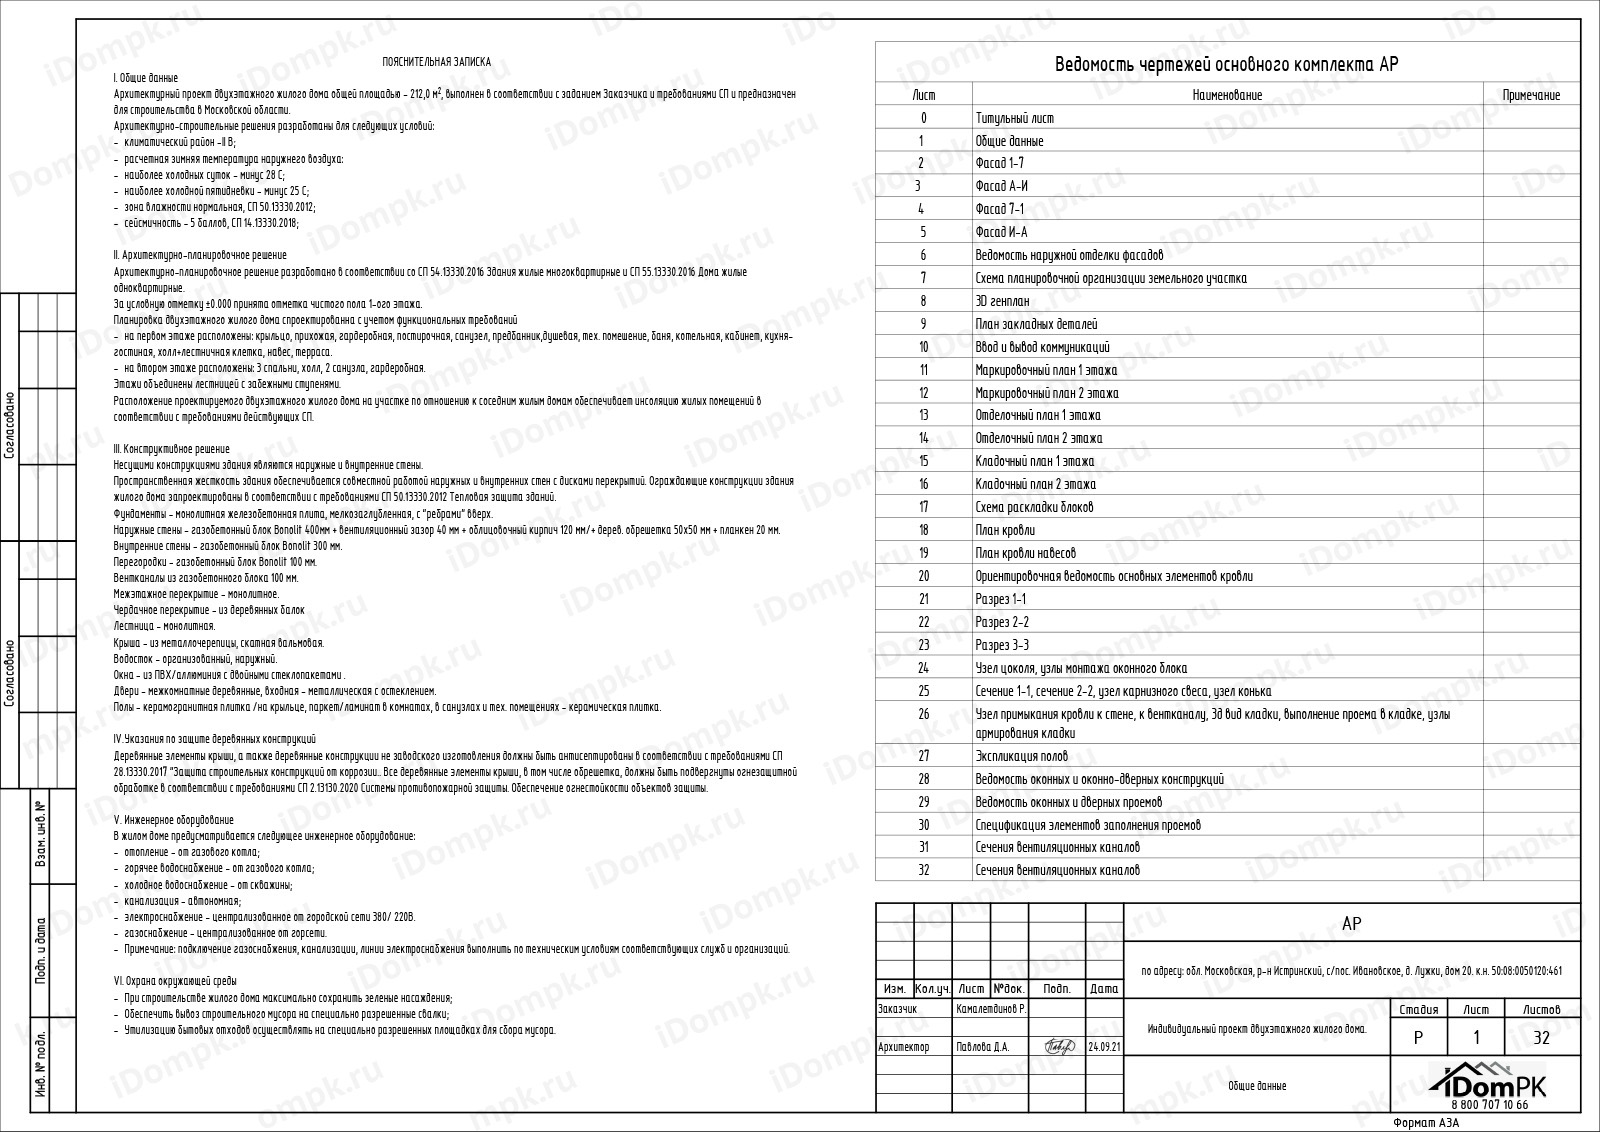 ПОЯСНИТЕЛЬНАЯ ЗАПИСКА
I. Общие данные
Архитектурный проект двухэтажного жилого дома общей площадью - 212,0 м², выполнен в соответствии с заданием Заказчика и требованиями СП и предназначен
для строительства в Московской области.
Архитектурно-строительные решения разработаны для следующих условий:
- климатический район -II В;
- расчетная зимняя температура наружнего воздуха:
- наиболее холодных суток - минус 28 С;
- наиболее холодной пятидневки - минус 25 С;
- зона влажности нормальная, СП 50.13330.2012;
- сейсмичность - 5 баллов, СП 14.13330.2018;
II. Архитектурно-планировочное решение
Архитектурно-планировочное решение разработано в соответствии со СП 54.13330.2016 Здания жилые многоквартирные и СП 55.13330.2016 Дома жилые
одноквартирные.
За условную отметку ±0.000 принята отметка чистого пола 1-ого этажа.
Планировка двухэтажного жилого дома спроектированна с учетом функциональных требований
- на первом этаже расположены: крыльцо, прихожая, гардеробная, постирочная, санузел, предбанник,душевая, тех. помешение, баня, котельная, кабинет, кухня-
гостиная, холл+лестничная клетка, навес, терраса.
- на втором этаже расположены: 3 спальни, холл, 2 санузла, гардеробная.
Этажи объединены лестницей с забежными ступенями.
Расположение проектируемого двухэтажного жилого дома на участке по отношению к соседним жилым домам обеспечивает инсоляцию жилых помещений в
соответствии с требованиями действующих СП.
III. Конструктивное решение
Несущими конструкциями здания являются наружные и внутренние стены.
Пространственная жесткость здания обеспечивается совместной работой наружных и внутренних стен с дисками перекрытий. Ограждающие конструкции здания
жилого дома запроектированы в соответствии с требованиями СП 50.13330.2012 Тепловая защита зданий.
Фундаменты - монолитная железобетонная плита, мелкозаглубленная, с "ребрами" вверх.
Наружные стены - газобетонный блок Bonolit 400мм + вентиляционный зазор 40 мм + облицовочный кирпич 120 мм/+ дерев. обрешетка 50х50 мм + планкен 20 мм.
Внутренние стены - газобетонный блок Bonolit 300 мм.
Перегородки - газобетонный блок Bonolit 100 мм.
Вентканалы из газобетонного блока 100 мм.
Межэтажное перекрытие - монолитное.
Чердачное перекрытие - из деревянных балок
Лестница - монолитная.
Крыша - из металлочерепицы, скатная вальмовая.
Водосток - организованный, наружный.
Окна - из ПВХ/аллюминия с двойными стеклопакетами .
Двери - межкомнатные деревянные, входная - металлическая с остеклением.
Полы - керамогранитная плитка /на крыльце, паркет/ламинат в комнатах, в санузлах и тех. помещениях - керамическая плитка.
IV.Указания по защите деревянных конструкций
Деревянные элементы крыши, а также деревянные конструкции не заводского изготовления должны быть антисептированы в соответствии с требованиями СП
28.13330.2017 "Защита строительных конструкций от коррозии.. Все деревянные элементы крыши, в том числе обрешетка, должны быть подвергнуты огнезащитной
обработке в соответствии с требованиями СП 2.13130.2020 Системы противопожарной защиты. Обеспечение огнестойкости объектов защиты.
V. Инженерное оборудование
В жилом доме предусматривается следующее инженерное оборудование:
- отопление - от газового котла;
- горячее водоснабжение - от газового котла;
- холодное водоснабжение - от скважины;
- канализация - автономная;
- электроснабжение - централизованное от городской сети 380/ 220В.
- газоснабжение - централизованное от горсети.
- Примечание: подключение газоснабжения, канализации, линии электроснабжения выполнить по техническим условиям соответствующих служб и организаций.
VI. Охрана окружающей среды
- При строительстве жилого дома максимально сохранить зеленые насаждения;
- Обеспечить вывоз строительного мусора на специально разрешенные свалки;
- Утилизацию бытовых отходов осуществлять на специально разрешенных площадках для сбора мусора.
Ведомость чертежей основного комплекта АР
Лист Наименование Примечание
0 Титульный лист
1 Общие данные
2 Фасад 1-7
3 Фасад А-И
4 Фасад 7-1
5 Фасад И-А
6 Ведомость наружной отделки фасадов
7 Схема планировочной организации земельного участка
8 3D генплан
9 План закладных деталей
10 Ввод и вывод коммуникаций
11 Маркировочный план 1 этажа
12 Маркировочный план 2 этажа
13 Отделочный план 1 этажа
14 Отделочный план 2 этажа
15 Кладочный план 1 этажа
16 Кладочный план 2 этажа
17 Схема раскладки блоков
18 План кровли
19 План кровли навесов
20 Ориентировочная ведомость основных элементов кровли
21 Разрез 1-1
22 Разрез 2-2
23 Разрез 3-3
24 Узел цоколя, узлы монтажа оконного блока
25 Сечение 1-1, сечение 2-2, узел карнизного свеса, узел конька
26 Узел примыкания кровли к стене, к вентканалу, 3д вид кладки, выполнение проема в кладке, узлы
армирования кладки
27 Экспликация полов
28 Ведомость оконных и оконно-дверных конструкций
29 Ведомость оконных и дверных проемов
30 Спецификация элементов заполнения проемов
31 Сечения вентиляционных каналов
32 Сечения вентиляционных каналов
Согласовано
Согласовано
Взам. инв. №
Подп. и дата
Инв. № подл.
АР
по адресу: обл. Московская, р-н Истринский, с/пос. Ивановское, д. Лужки, дом 20. к.н. 50:08:0050120:461
Изм. Кол.уч. Лист №док. Подп. Дата
Заказчик Камалетдинов Р.
Архитектор Павлова Д.А. 24.09.21
Индивидуальный проект двухэтажного жилого дома.
Стадия Лист Листов
Р 1 32
Общие данные
iDomPK
8 800 707 10 66
Формат А3А
iDompk.ru